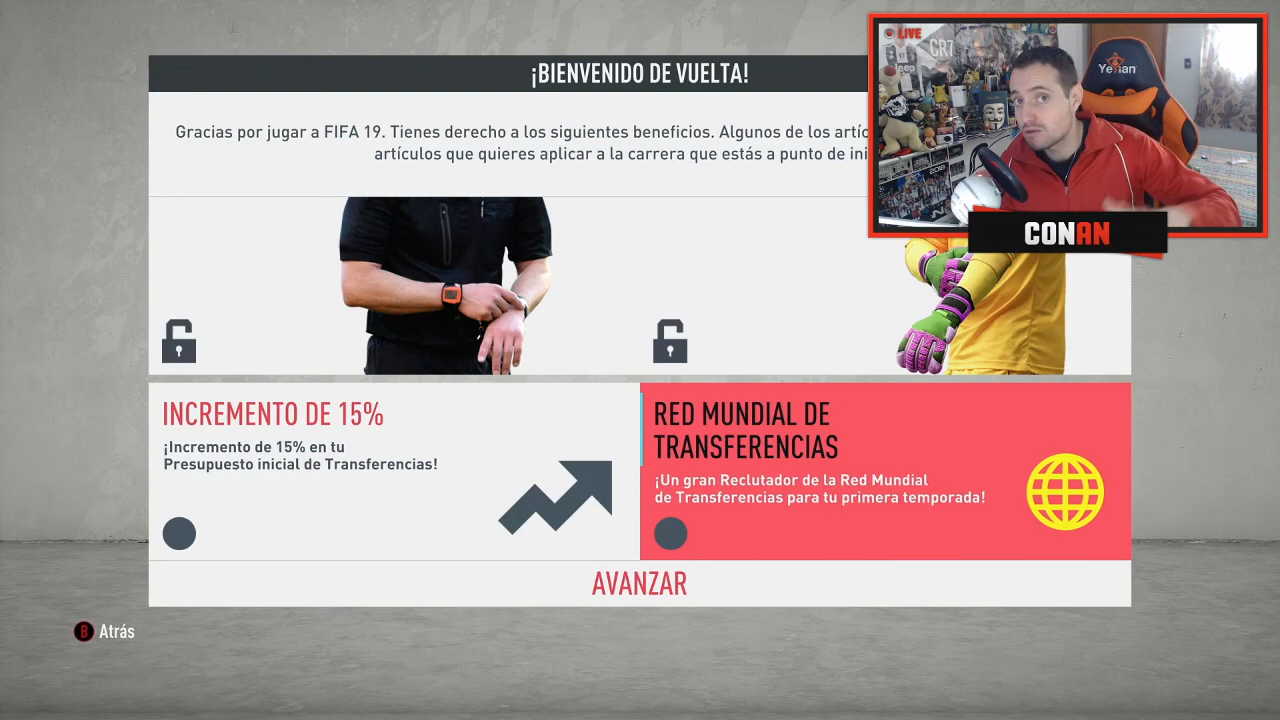 ¡BIENVENIDO DE VUELTA!
Gracias por jugar a FIFA 19. Tienes derecho a los siguientes beneficios. Algunos de los
artículos que quieres aplicar a la carrera que estás a punto de
LIVE
CR7
Yeyian
CONAN
INCREMENTO DE 15%
¡Incremento de 15% en tu
Presupuesto inicial de Transferencias!
RED MUNDIAL DE
TRANSFERENCIAS
¡Un gran Reclutador de la Red Mundial
de Transferencias para tu primera temporada!
AVANZAR
B Atrás